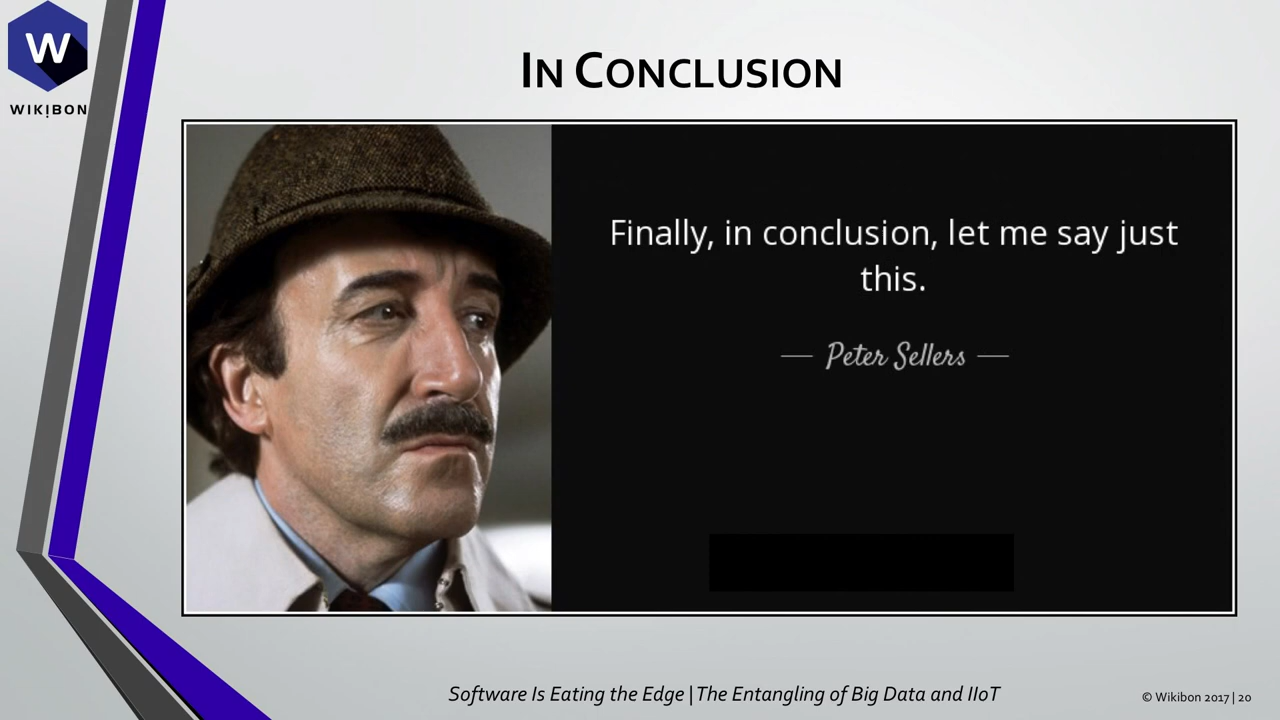 W
WIKIBON
IN CONCLUSION
Finally, in conclusion, let me say just
this.
— Peter Sellers —
Software Is Eating the Edge | The Entangling of Big Data and IIoT
© Wikibon 2017 | 20